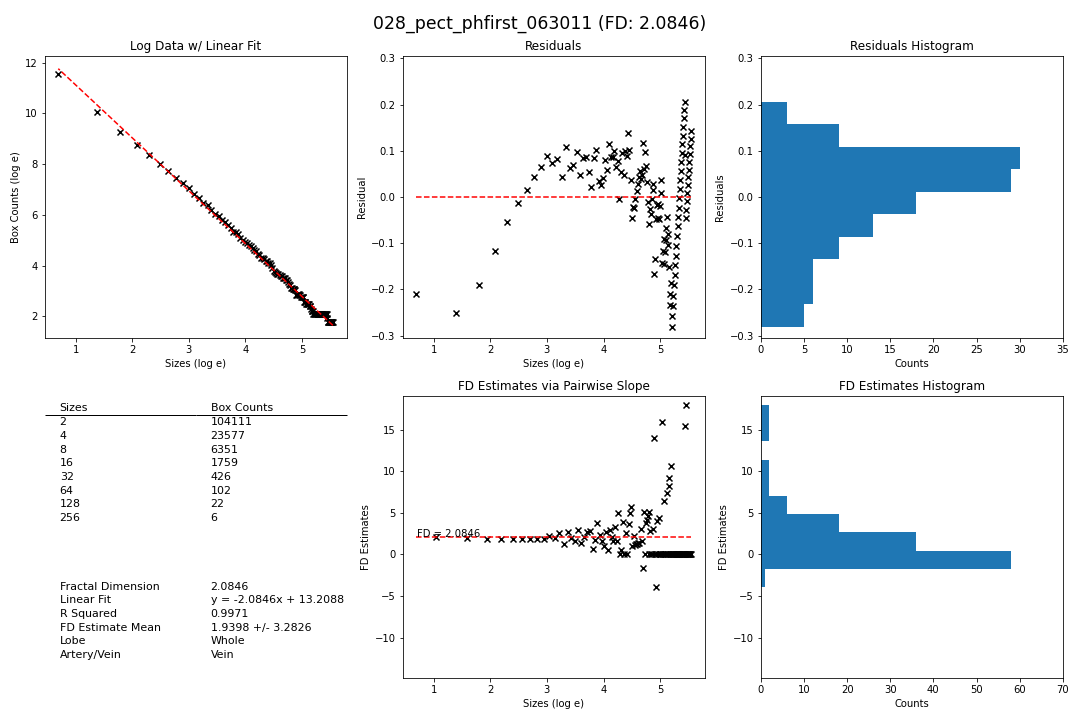 028_pect_phfirst_063011 (FD: 2.0846)
Log Data w/ Linear Fit
12
10
8
6
4
2
Box Counts (log e)
1 2 3 4 5
Sizes (log e)
Residuals
0.3
0.2
0.1
0.0
−0.1
−0.2
−0.3
Residual
1 2 3 4 5
Sizes (log e)
Residuals Histogram
0.3
0.2
0.1
0.0
−0.1
−0.2
−0.3
Residuals
0 5 10 15 20 25 30 35
Counts
Sizes Box Counts
2 104111
4 23577
8 6351
16 1759
32 426
64 102
128 22
256 6
Fractal Dimension 2.0846
Linear Fit y = -2.0846x + 13.2088
R Squared 0.9971
FD Estimate Mean 1.9398 +/- 3.2826
Lobe Whole
Artery/Vein Vein
FD Estimates via Pairwise Slope
15
10
5
0
−5
−10
FD Estimates
FD = 2.0846
1 2 3 4 5
Sizes (log e)
FD Estimates Histogram
15
10
5
0
−5
−10
FD Estimates
0 10 20 30 40 50 60 70
Counts